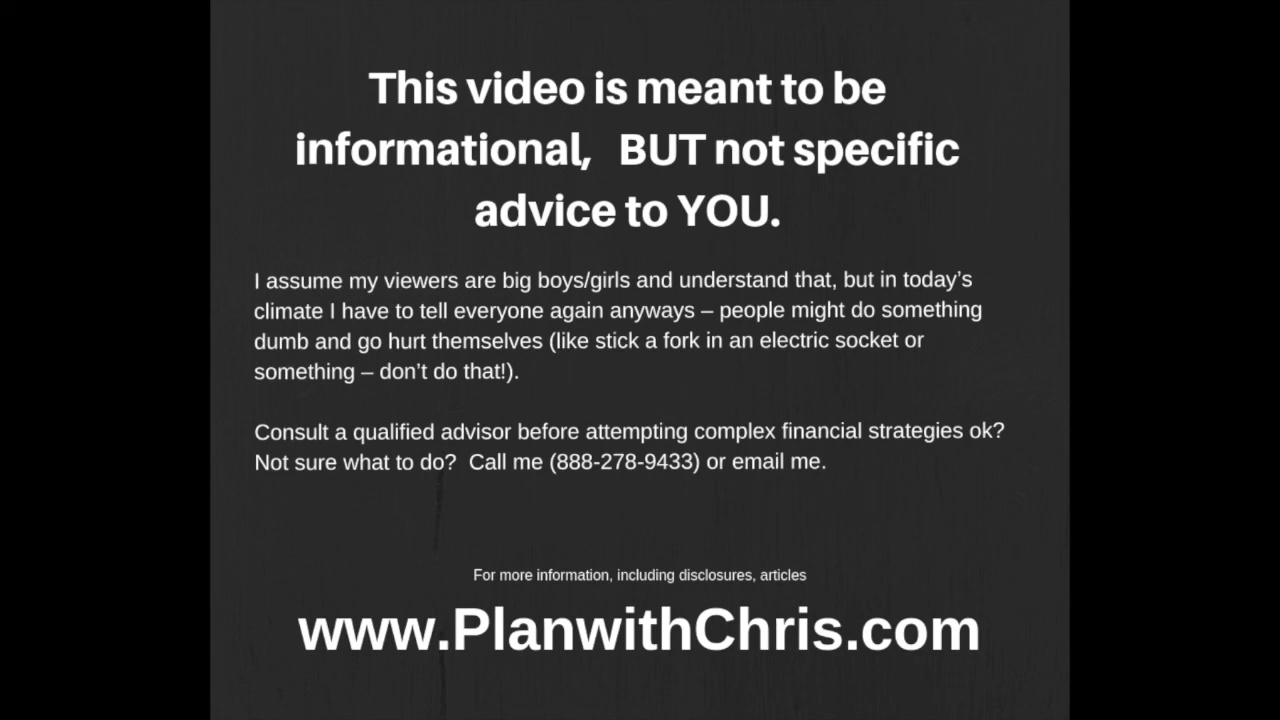 This video is meant to be
informational,   BUT not specific
advice to YOU.
I assume my viewers are big boys/girls and understand that, but in today’s
climate I have to tell everyone again anyways – people might do something
dumb and go hurt themselves (like stick a fork in an electric socket or
something – don’t do that!).
Consult a qualified advisor before attempting complex financial strategies ok?
Not sure what to do?  Call me (888-278-9433) or email me.
For more information, including disclosures, articles
www.PlanwithChris.com